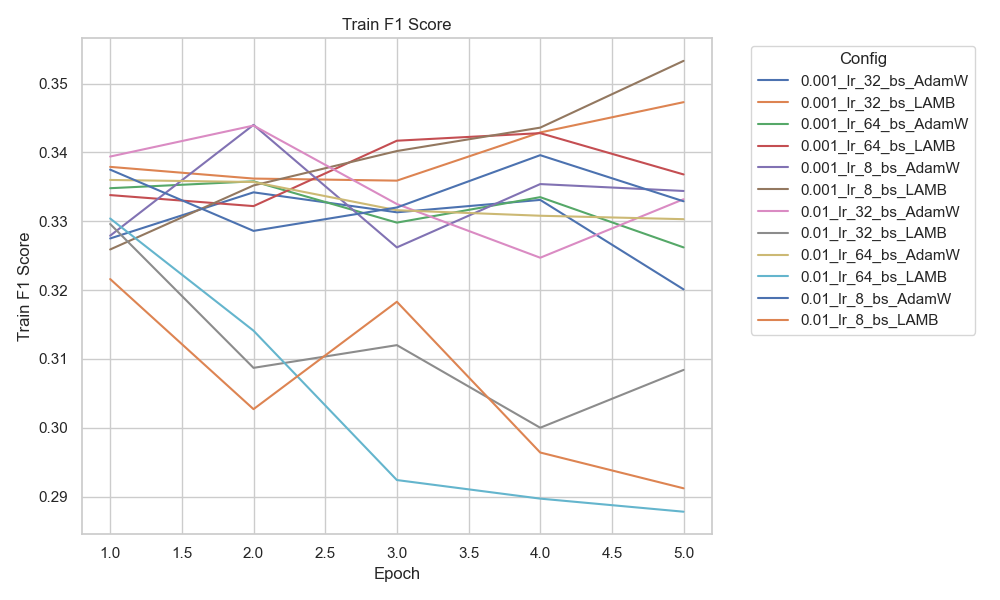 Train F1 Score
Train F1 Score
0.35
0.34
0.33
0.32
0.31
0.30
0.29
1.0 1.5 2.0 2.5 3.0 3.5 4.0 4.5 5.0
Epoch
Config
0.001_lr_32_bs_AdamW
0.001_lr_32_bs_LAMB
0.001_lr_64_bs_AdamW
0.001_lr_64_bs_LAMB
0.001_lr_8_bs_AdamW
0.001_lr_8_bs_LAMB
0.01_lr_32_bs_AdamW
0.01_lr_32_bs_LAMB
0.01_lr_64_bs_AdamW
0.01_lr_64_bs_LAMB
0.01_lr_8_bs_AdamW
0.01_lr_8_bs_LAMB